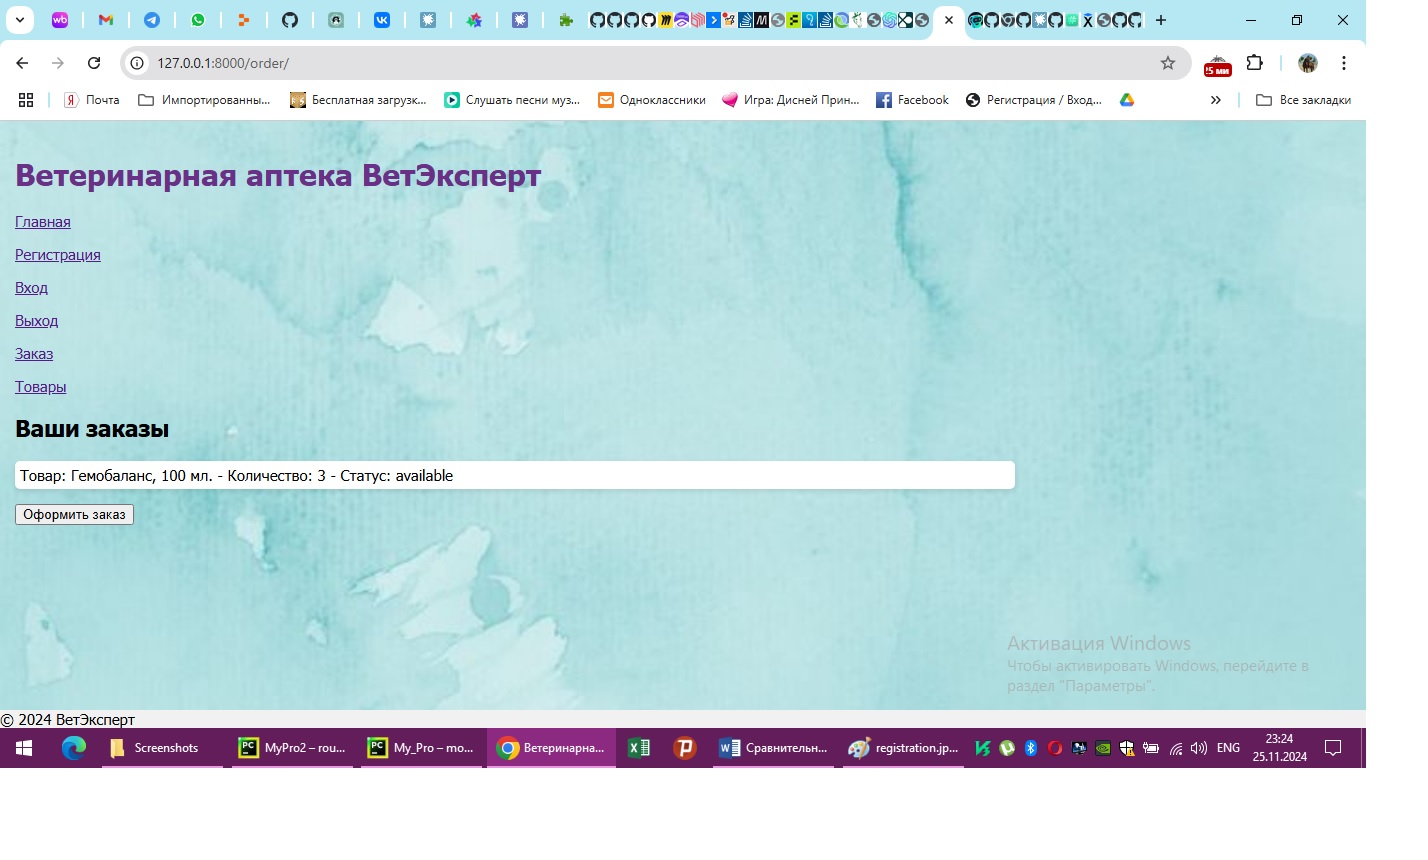 127.0.0.1:8000/order/
15 ми
Почта
Импортированны...
Бесплатная загрузк...
Слушать песни муз...
Одноклассники
Игра: Дисней Прин...
Facebook
Регистрация / Вход...
Все закладки
Ветеринарная аптека ВетЭксперт
Главная
Регистрация
Вход
Выход
Заказ
Товары
Ваши заказы
Товар: Гемобаланс, 100 мл. - Количество: 3 - Статус: available
Оформить заказ
Активация Windows
Чтобы активировать Windows, перейдите в
раздел "Параметры".
© 2024 ВетЭксперт
Screenshots
MyPro2 – rou...
My_Pro – mo...
Ветеринарна...
Сравнительн...
registration.jp...
ENG
23:24
25.11.2024